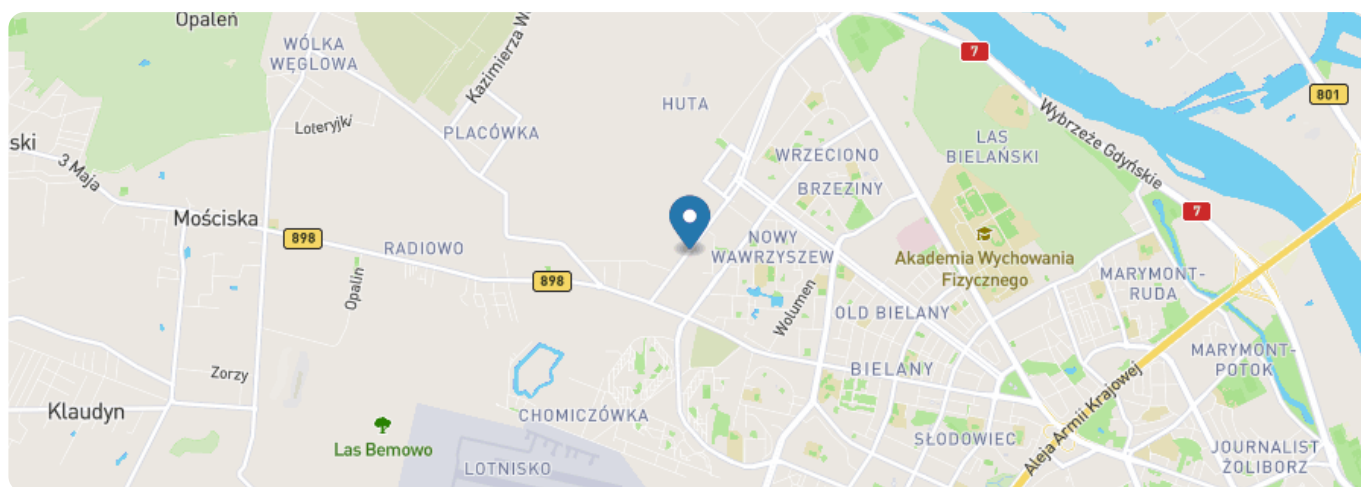 Opaleń
WÓLKA
WĘGLOWA
Kazimierza W
7
801
HUTA
Wybrzeże Gdyńskie
Loteryjki
PLACÓWKA
LAS
BIELAŃSKI
ski
3 Maja
WRZECIONO
BRZEZINY
Mościska
898
RADIOWO
7
NOWY
WAWRZYSZEW
Akademia Wychowania
Fizycznego
898
Opalin
MARYMONT-
RUDA
Wolumen
OLD BIELANY
MARYMONT-
POTOK
Zorzy
BIELANY
Aleja Armii Krajowej
Klaudyn
CHOMICZÓWKA
Las Bemowo
SŁODOWIEC
JOURNALIST
ŻOLIBORZ
LOTNISKO